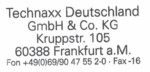 Technaxx Deutschland
GmbH & Co. KG
Kruppstr. 105
60388 Frankfurt a.M.
Fon +49(0)69/90 47 55 2-0 · Fax -16